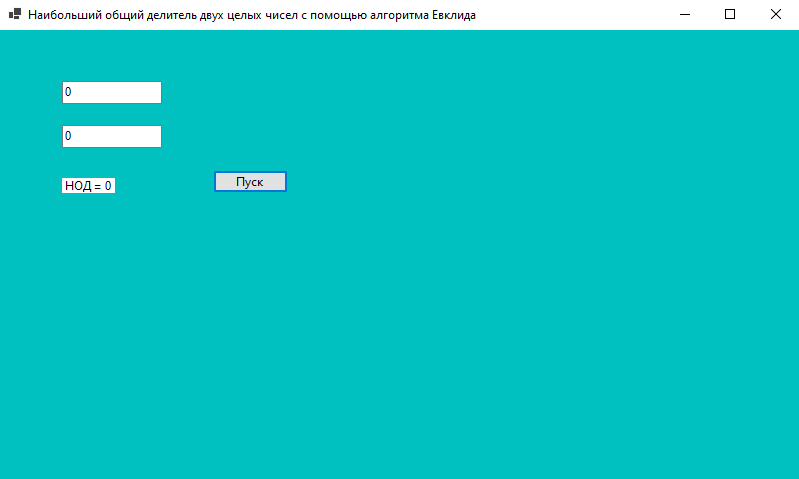 Наибольший общий делитель двух целых чисел с помощью алгоритма Евклида
0
0
НОД = 0
Пуск